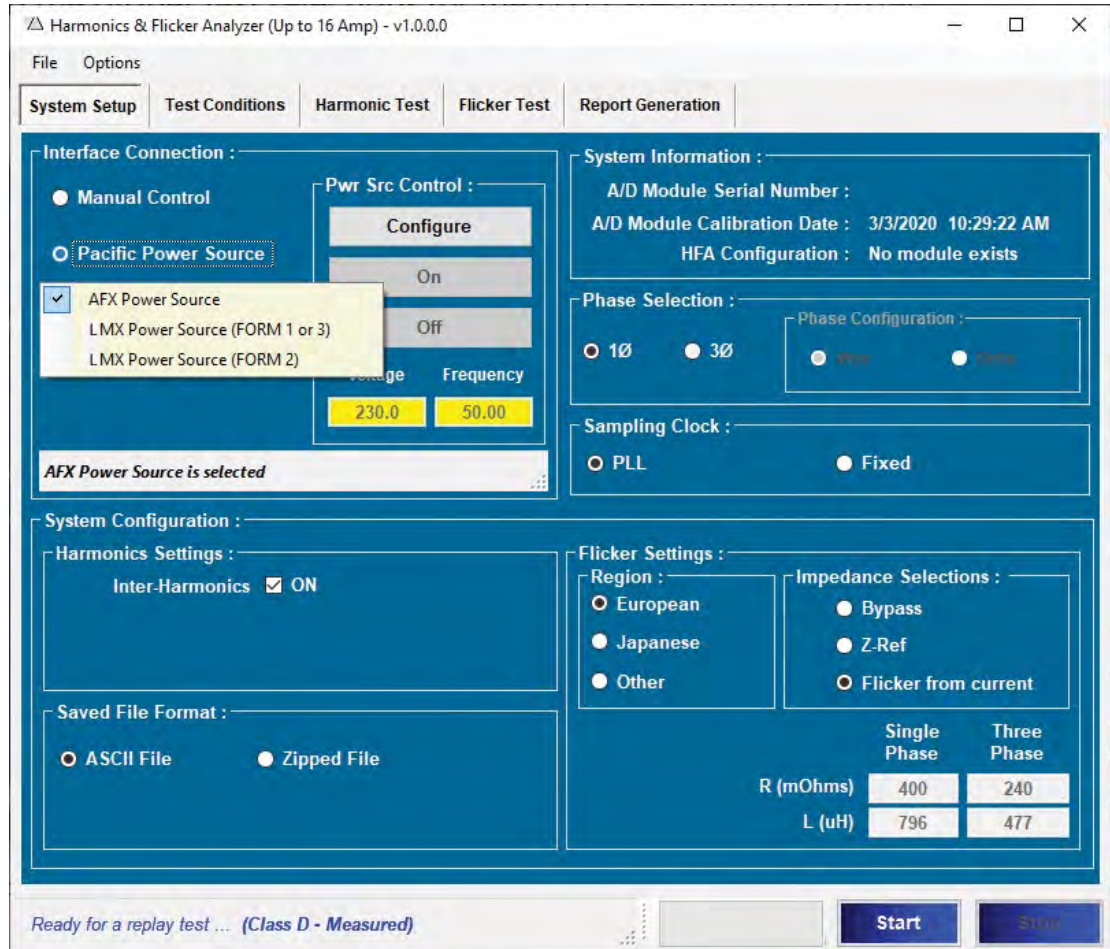 Harmonics & Flicker Analyzer (Up to 16 Amp) - v1.0.0.0
File Options
System Setup Test Conditions Harmonic Test Flicker Test Report Generation
Interface Connection :
Manual Control
Pacific Power Source
AFX Power Source
LMX Power Source (FORM 1 or 3)
LMX Power Source (FORM 2)
Pwr Src Control :
Configure
On
Off
Frequency
230.0 50.00
AFX Power Source is selected
System Information :
A/D Module Serial Number :
A/D Module Calibration Date : 3/3/2020 10:29:22 AM
HFA Configuration : No module exists
Phase Selection :
1Ø 3Ø
Phase Configuration :
Sampling Clock :
PLL Fixed
System Configuration :
Harmonics Settings :
Inter-Harmonics ON
Saved File Format :
ASCII File Zipped File
Flicker Settings :
Region :
European
Japanese
Other
Impedance Selections :
Bypass
Z-Ref
Flicker from current
Single Phase Three Phase
R (mOhms) 400 240
L (uH) 796 477
Ready for a replay test ... (Class D - Measured)
Start Stop